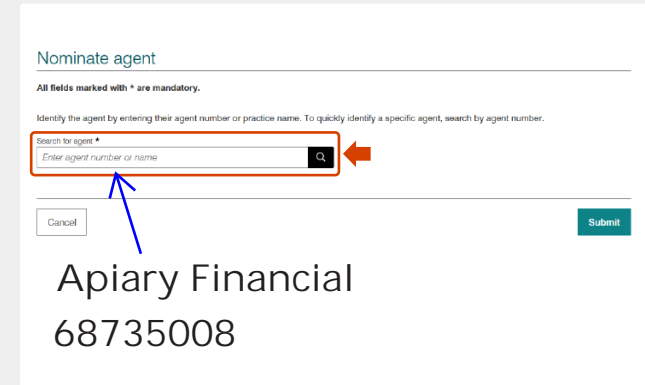 Nominate agent
All fields marked with * are mandatory.
Identify the agent by entering their agent number or practice name. To quickly identify a specific agent, search by agent number.
Search for agent *
Enter agent number or name
Cancel
Submit
Apiary Financial
68735008